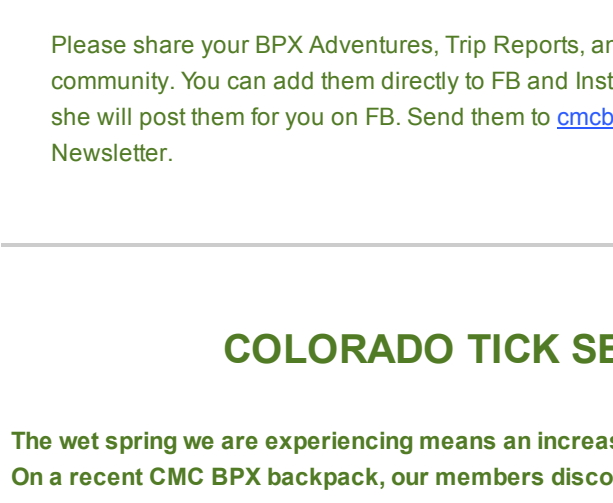 Please share your BPX Adventures, Trip Reports, an
community. You can add them directly to FB and Inst
she will post them for you on FB. Send them to cmcb
Newsletter.
COLORADO TICK SE
The wet spring we are experiencing means an increas
On a recent CMC BPX backpack, our members disco